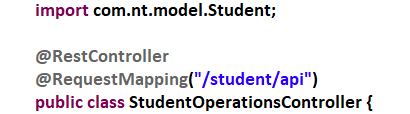 import com.nt.model.Student;
@RestController
@RequestMapping("/student/api")
public class StudentOperationsController {